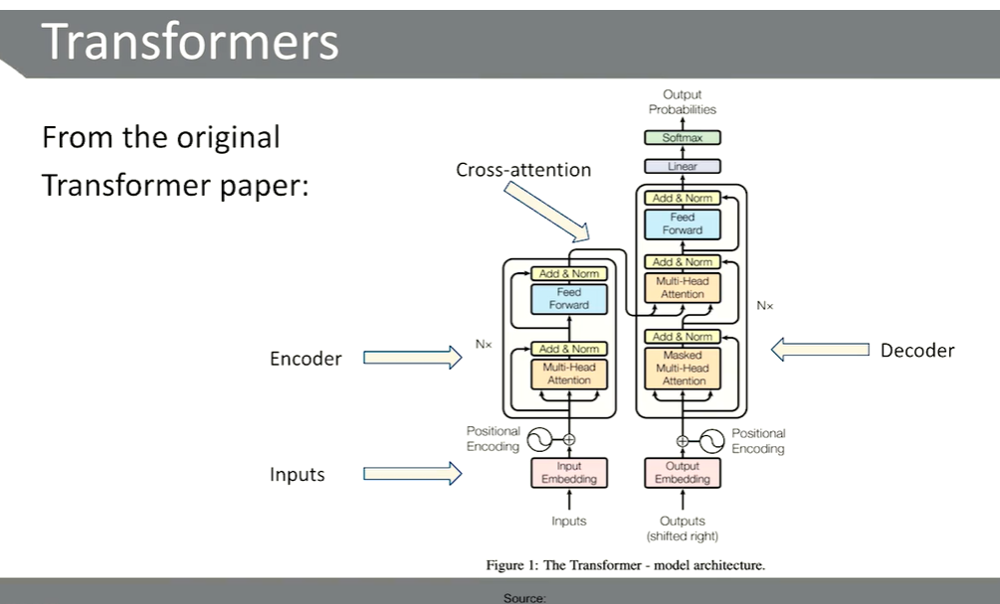 Transformers
From the original
Transformer paper:
Cross-attention
Encoder
Inputs
Decoder
Output
Probabilities
Softmax
Linear
Add & Norm
Feed
Forward
Add & Norm
Multi-Head
Attention
Add & Norm
Masked
Multi-Head
Attention
Nx
Positional
Encoding
Output
Embedding
Outputs
(shifted right)
Add & Norm
Feed
Forward
Add & Norm
Multi-Head
Attention
Nx
Positional
Encoding
Input
Embedding
Inputs
Figure 1: The Transformer - model architecture.
Source: